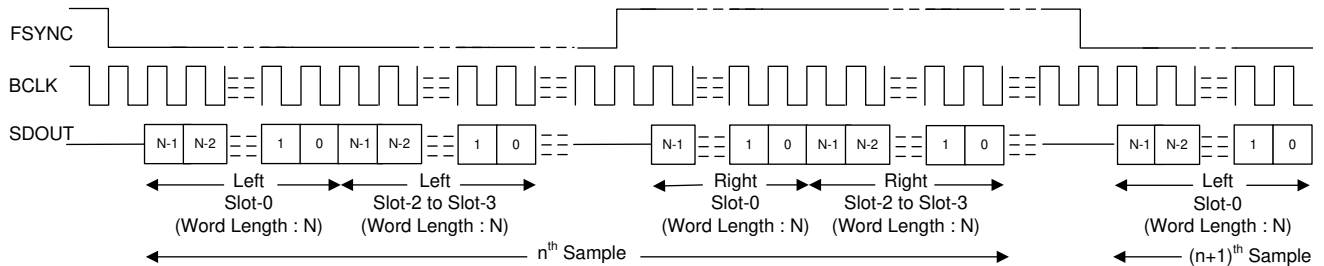 FSYNC
BCLK
SDOUT
N-1 N-2 1 0 N-1 N-2 1 0 N-1 1 0 N-1 N-2 1 0 N-1 N-2 1 0
Left Left Right Right Left
Slot-0 Slot-2 to Slot-3 Slot-0 Slot-2 to Slot-3 Slot-0
(Word Length : N) (Word Length : N) (Word Length : N) (Word Length : N) (Word Length : N)
nth Sample (n+1)th Sample